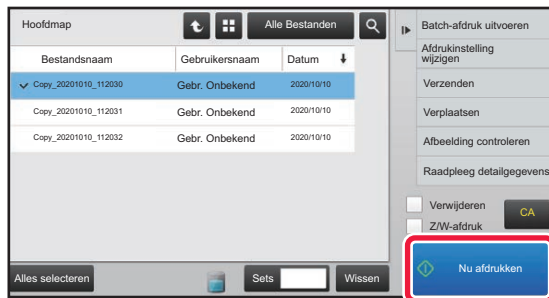 Hoofdmap
Alle Bestanden
Bestandsnaam Gebruikersnaam Datum
Copy_20201010_112030 Gebr. Onbekend 2020/10/10
Copy_20201010_112031 Gebr. Onbekend 2020/10/10
Copy_20201010_112032 Gebr. Onbekend 2020/10/10
Alles selecteren
Sets
Wissen
Batch-afdruk uitvoeren
Afdrukinstelling
wijzigen
Verzenden
Verplaatsen
Afbeelding controleren
Raadpleeg detailgegevens
Verwijderen
Z/W-afdruk
CA
Nu afdrukken